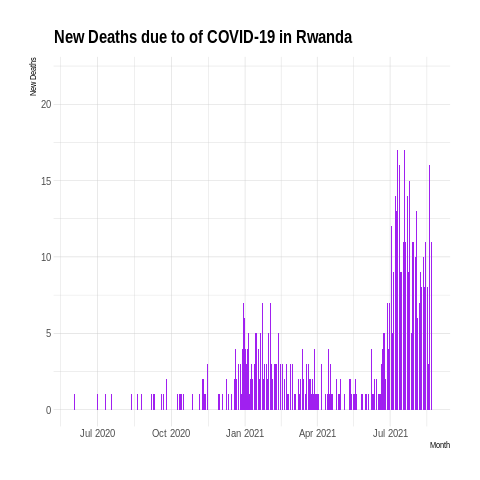 New Deaths due to of COVID-19 in Rwanda
New Deaths
20
15
10
5
0
Jul 2020 Oct 2020 Jan 2021 Apr 2021 Jul 2021
Month